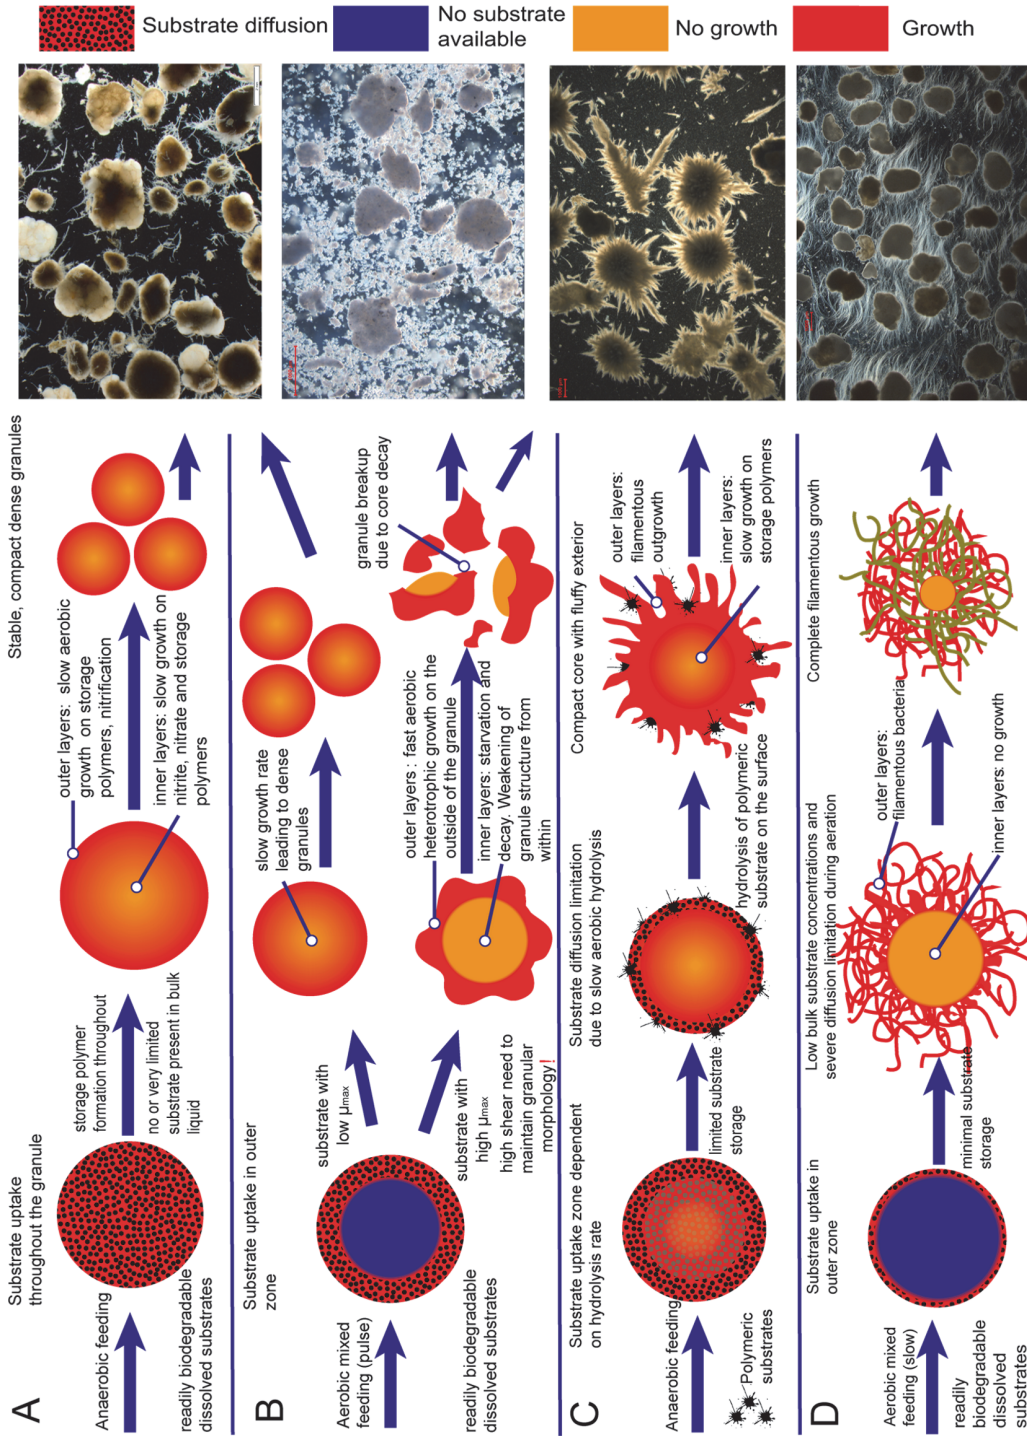 Substrate diffusion
No substrate
available
No growth
Growth
A
Substrate uptake
throughout the granule
Stable, compact dense granules
Anaerobic feeding
readily biodegradable
dissolved substrates
storage polymer
formation throughout
no or very limited
substrate present in bulk
liquid
outer layers: slow aerobic
growth on storage
polymers, nitrification
inner layers: slow growth on
nitrite, nitrate and storage
polymers
B
Substrate uptake in outer
zone
Aerobic mixed
feeding (pulse)
readily biodegradable
dissolved substrates
substrate with
low μmax
substrate with
high μmax
high shear need to
maintain granular
morphology!
slow growth rate
leading to dense
granules
outer layers : fast aerobic
heterotrophic growth on the
outside of the granule
inner layers: starvation and
decay. Weakening of
granule structure from
within
granule breakup
due to core decay
C
Substrate uptake zone dependent
on hydrolysis rate
Substrate diffusion limitation
due to slow aerobic hydrolysis
Compact core with fluffy exterior
Anaerobic feeding
Polymeric
substrates
limited substrate
storage
hydrolysis of polymeric
substrate on the surface
outer layers:
filamentous
outgrowth
inner layers:
slow growth on
storage polymers
D
Substrate uptake in
outer zone
Low bulk substrate concentrations and
severe diffusion limitation during aeration
Complete filamentous growth
Aerobic mixed
feeding (slow)
readily
biodegradable
dissolved
substrates
minimal substrate
storage
outer layers:
filamentous bacteria
inner layers: no growth